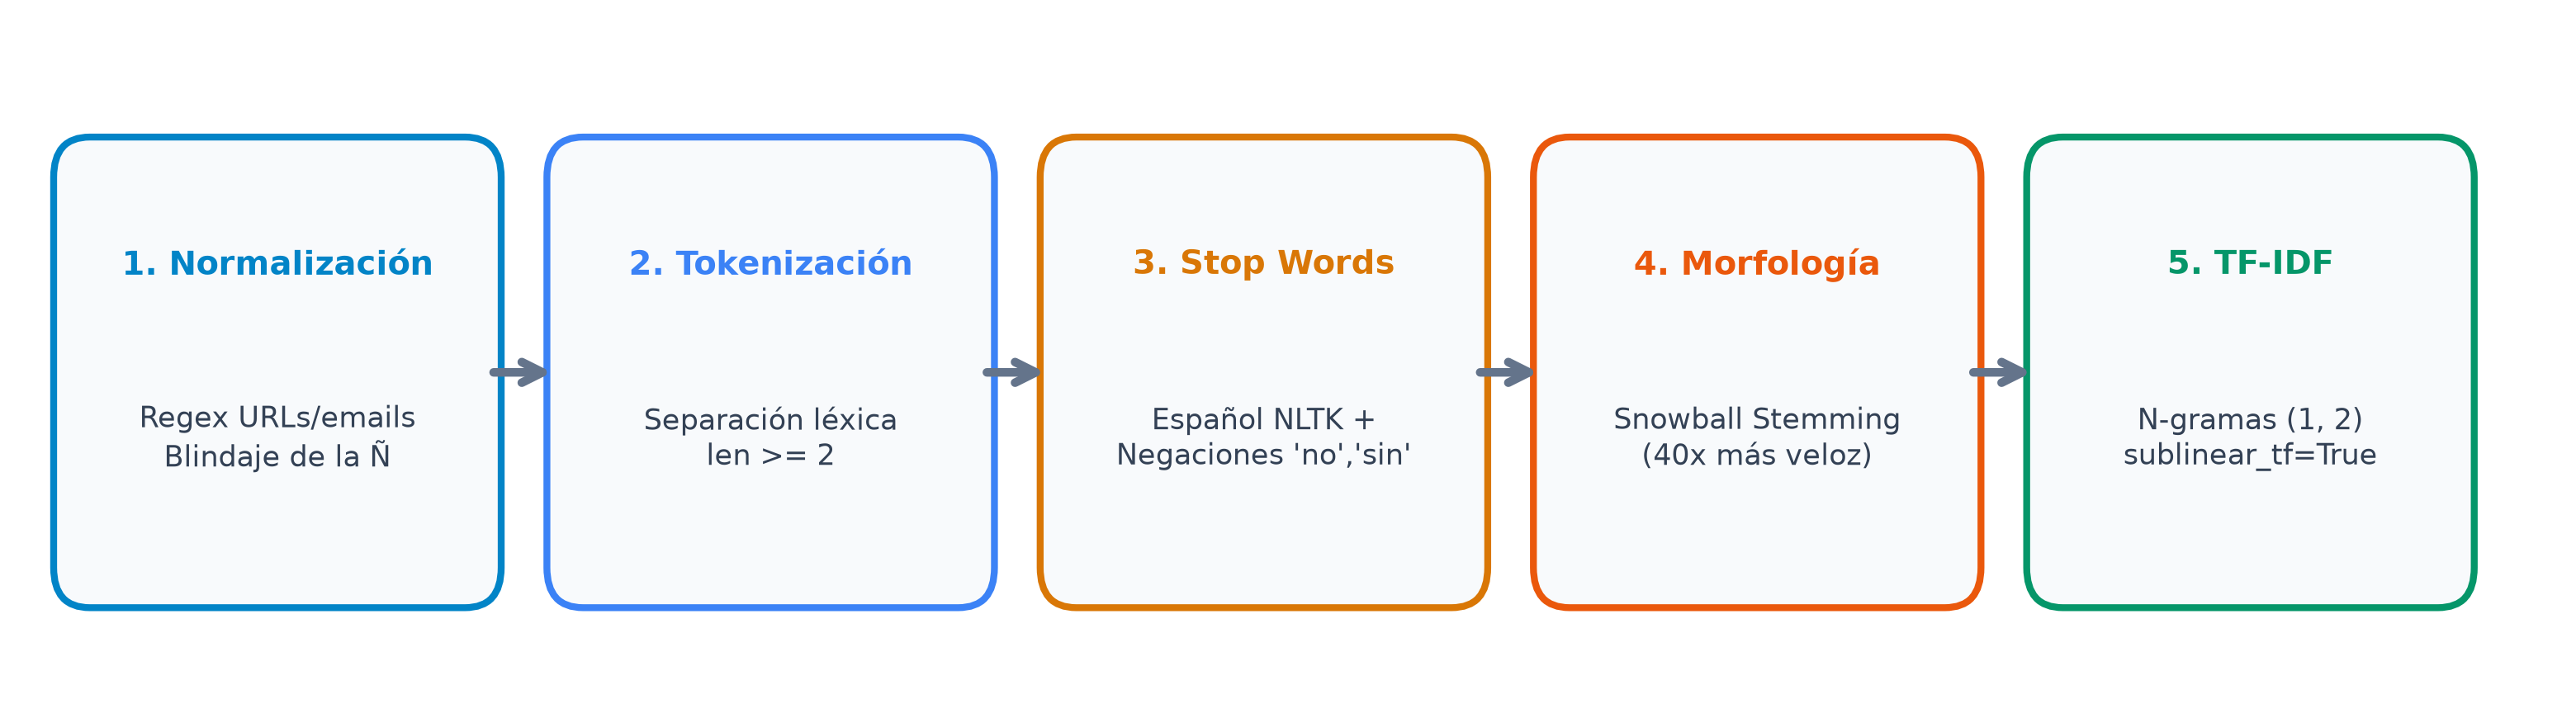 1. Normalización
Regex URLs/emails
Blindaje de la Ñ
2. Tokenización
Separación léxica
len >= 2
3. Stop Words
Español NLTK +
Negaciones 'no','sin'
4. Morfología
Snowball Stemming
(40x más veloz)
5. TF-IDF
N-gramas (1, 2)
sublinear_tf=True